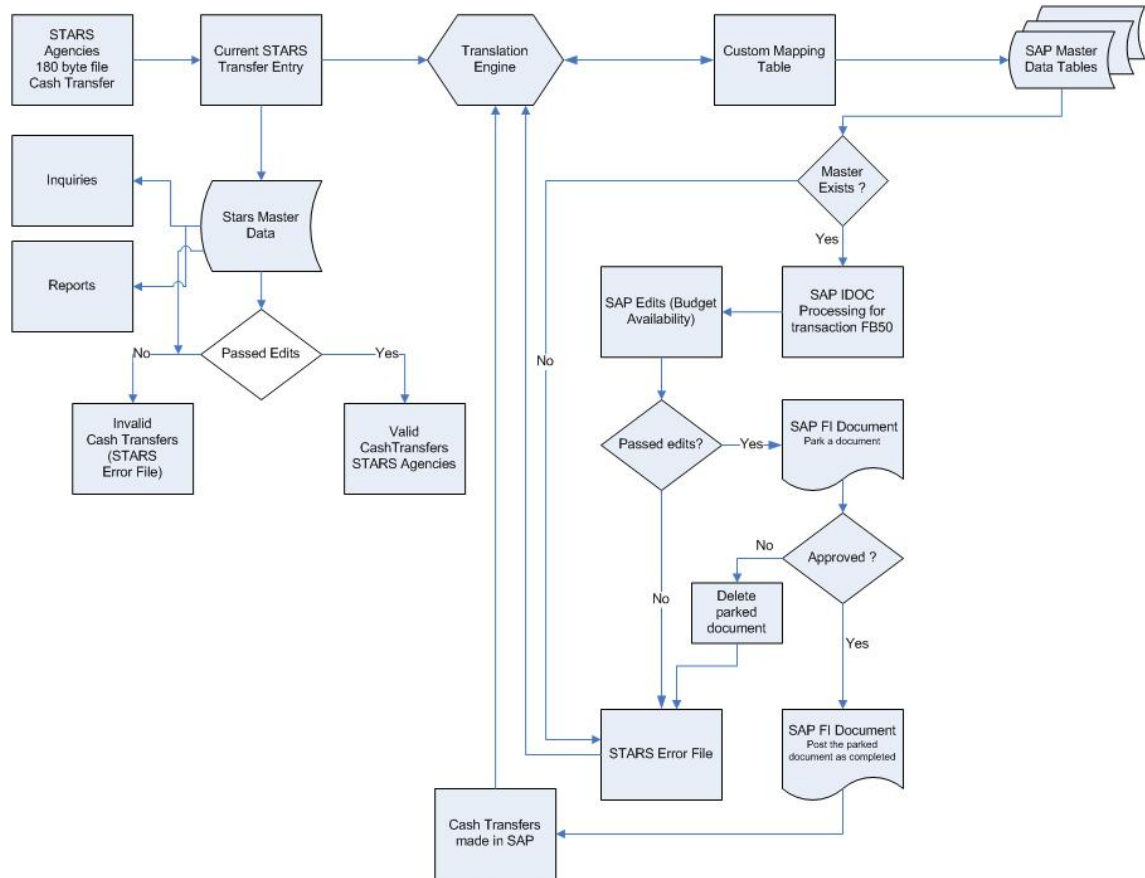 STARS
Agencies
180 byte file
Cash Transfer
Current STARS
Transfer Entry
Translation
Engine
Custom Mapping
Table
SAP Master
Data Tables
Inquiries
Stars Master
Data
Master
Exists ?
Yes
No
Reports
SAP Edits (Budget
Availability)
SAP IDOC
Processing for
transaction FB50
No
Passed Edits
Yes
Invalid
Cash Transfers
(STARS
Error File)
Valid
CashTransfers
STARS Agencies
Passed edits?
Yes
SAP FI Document
Park a document
No
Approved ?
No
Delete
parked
document
Yes
STARS Error File
SAP FI Document
Post the parked
document as completed
Cash Transfers
made in SAP